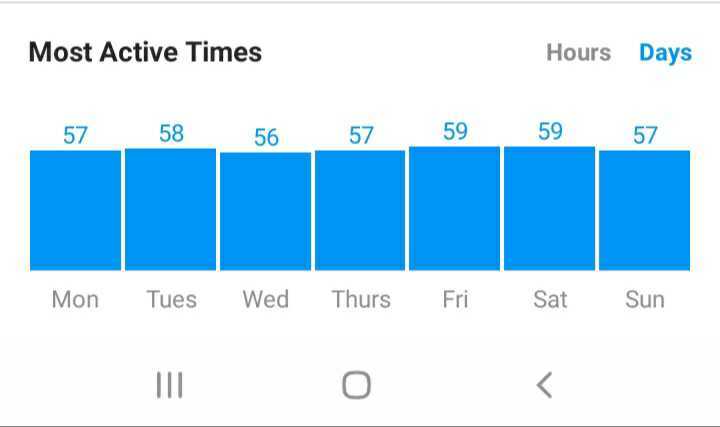 Most Active Times Hours Days
57 58 56 57 59 59 57
Mon Tues Wed Thurs Fri Sat Sun